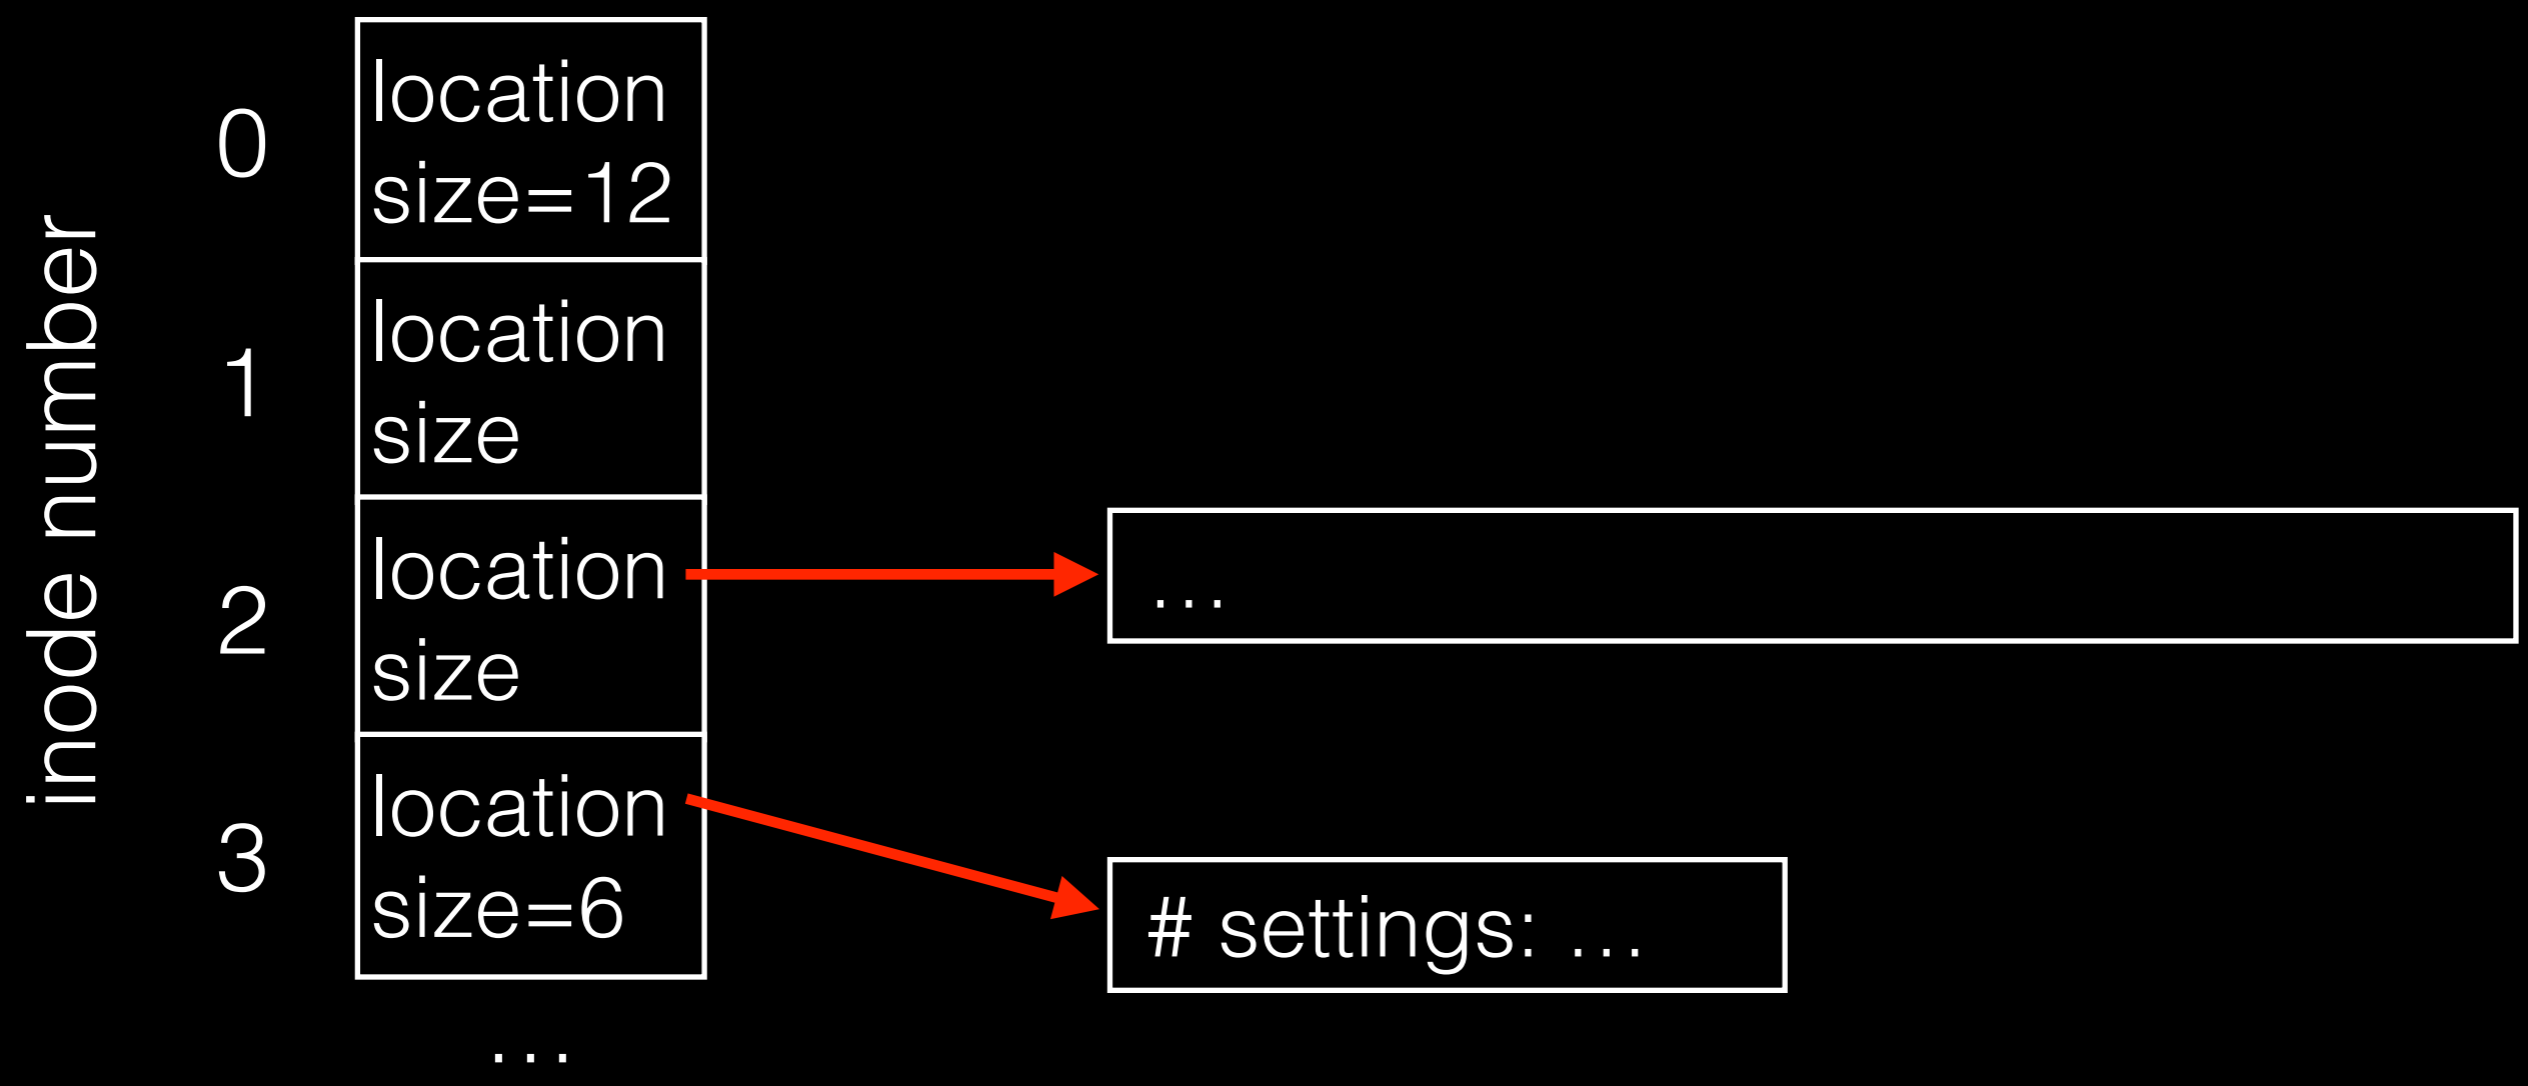 inode number
0
location
size=12
1
location
size
2
location
size
…
3
location
size=6
# settings: …
…